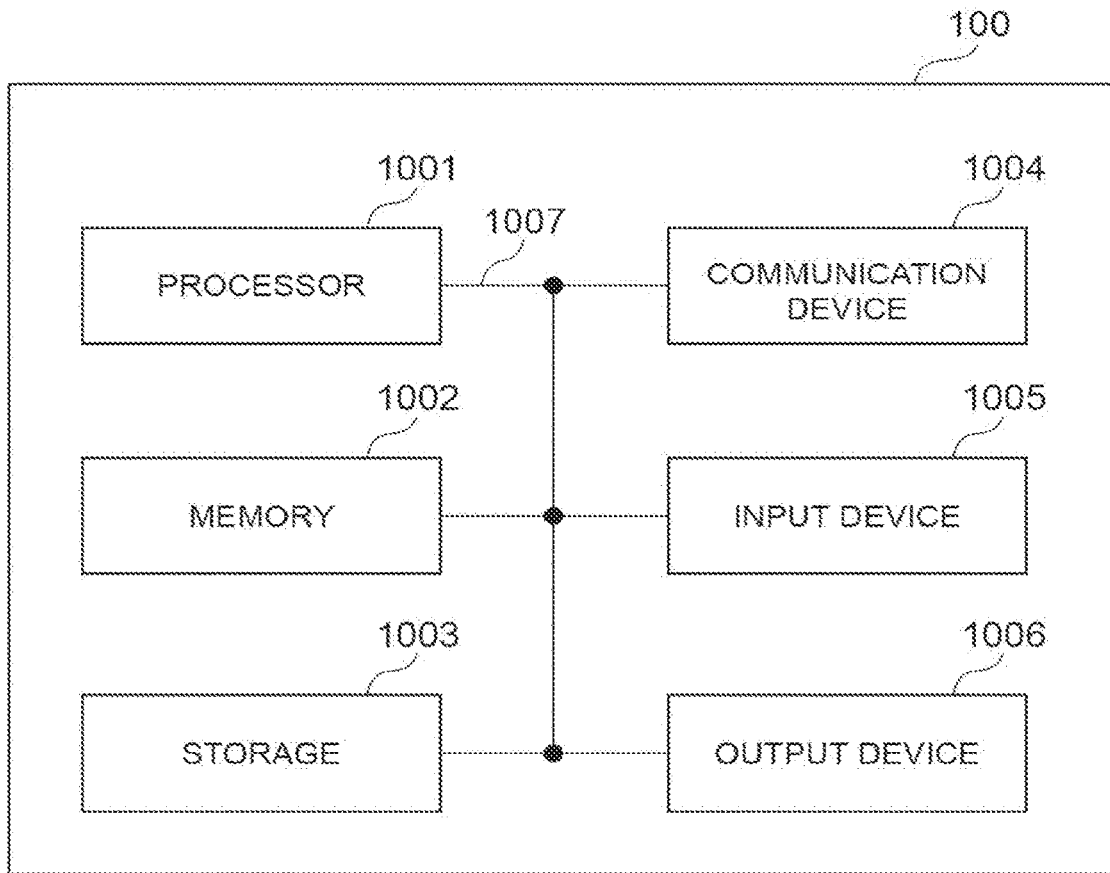 100
1001
1004
1007
PROCESSOR
COMMUNICATION
DEVICE
1002
1005
MEMORY
INPUT DEVICE
1003
1006
STORAGE
OUTPUT DEVICE